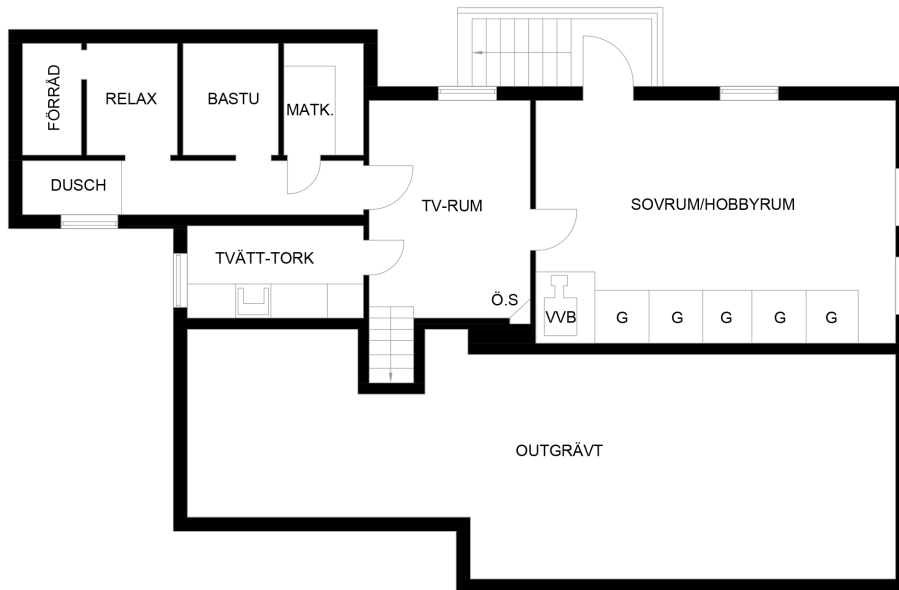 FÖRRÅD
RELAX
BASTU
MATK.
DUSCH
TV-RUM
SOVRUM/HOBBYRUM
TVÄTT-TORK
Ö.S
VVB
G
G
G
G
G
OUTGRÄVT